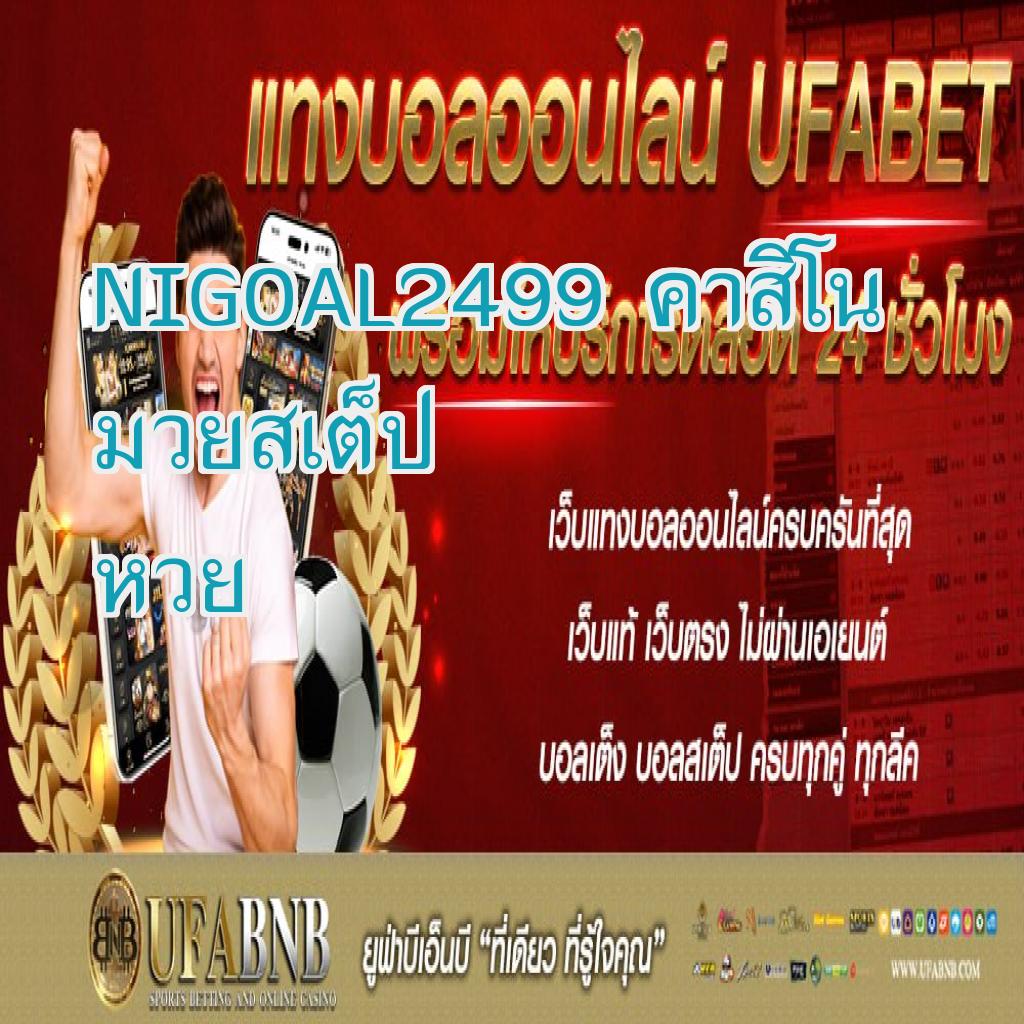 แทงบอลออนไลน์ UFABET
NIGOAL2499 คาสิโน
พร้อมให้บริการตลอด 24 ชั่วโมง
มวยสเต็ป
เว็บแทงบอลออนไลน์ครบครันที่สุด
หวย
เว็บแท้ เว็บตรง ไม่ผ่านเอเยนต์
บอลเต็ง บอลสเต็ป ครบทุกคู่ ทุกลีค
UFABNB
SPORTS BETTING AND ONLINE CASINO
ยูฟ่าบีเอ็นบี “ที่เดียว ที่รู้ใจคุณ”
WWW.UFABNB.COM